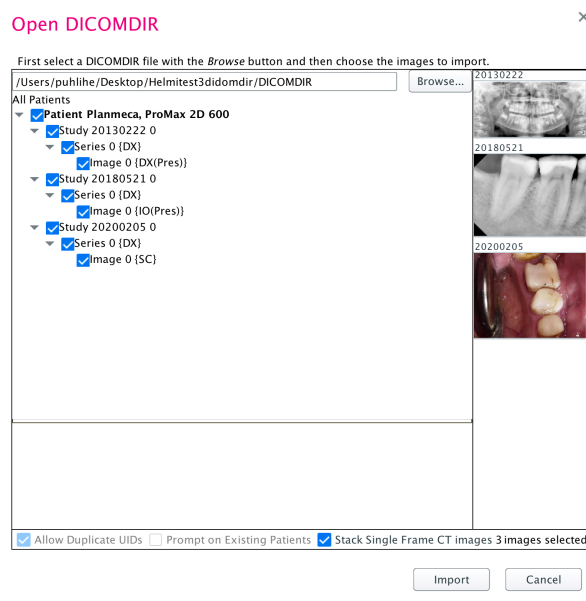 Open DICOMDIR
First select a DICOMDIR file with the Browse button and then choose the images to import.
/Users/puhlihe/Desktop/Helmitest3didomdir/DICOMDIR
Browse...
All Patients
Patient Planmeca, ProMax 2D 600
Study 20130222 0
Series 0 {DX}
Image 0 {DX(Pres)}
Study 20180521 0
Series 0 {DX}
Image 0 {IO(Pres)}
Study 20200205 0
Series 0 {DX}
Image 0 {SC}
20130222
20180521
20200205
Allow Duplicate UIDs Prompt on Existing Patients Stack Single Frame CT images 3 images selected
Import Cancel